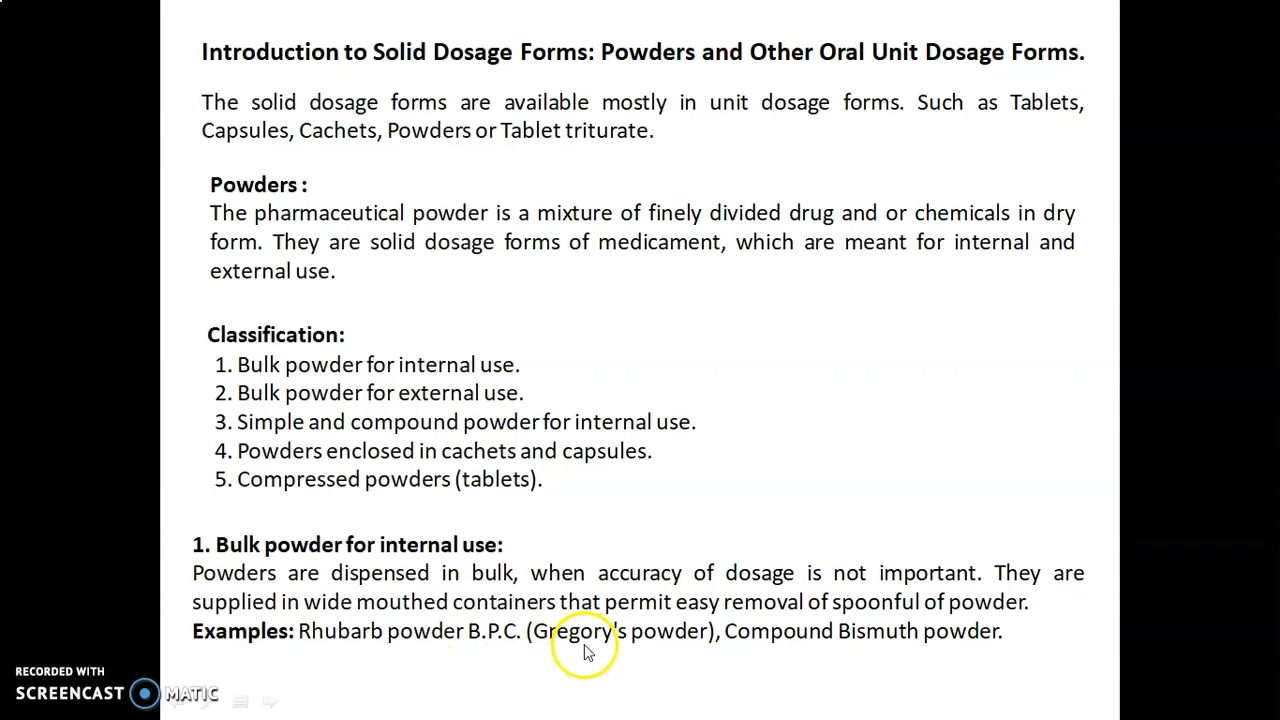 Introduction to Solid Dosage Forms: Powders and Other Oral Unit Dosage Forms.
The solid dosage forms are available mostly in unit dosage forms. Such as Tablets,
Capsules, Cachets, Powders or Tablet triturate.
Powders :
The pharmaceutical powder is a mixture of finely divided drug and or chemicals in dry
form. They are solid dosage forms of medicament, which are meant for internal and
external use.
Classification:
1. Bulk powder for internal use.
2. Bulk powder for external use.
3. Simple and compound powder for internal use.
4. Powders enclosed in cachets and capsules.
5. Compressed powders (tablets).
1. Bulk powder for internal use:
Powders are dispensed in bulk, when accuracy of dosage is not important. They are
supplied in wide mouthed containers that permit easy removal of spoonful of powder.
Examples: Rhubarb powder B.P.C. (Gregory's powder), Compound Bismuth powder.
RECORDED WITH
SCREENCAST MATIC